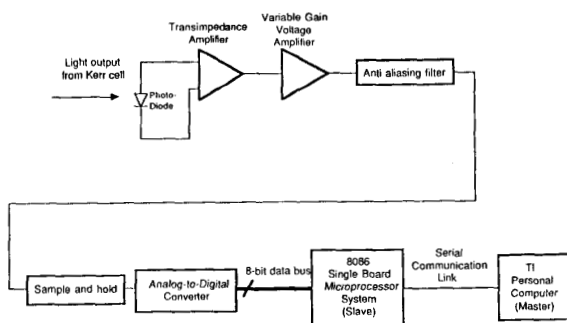 Transimpedance
Amplifier
Variable Gain
Voltage
Amplifier
Light output
from Kerr cell
Photo-
Diode
Anti aliasing filter
Sample and hold
Analog-to-Digital
Converter
8-bit data bus
8086
Single Board
Microprocessor
System
(Slave)
Serial
Communication
Link
TI
Personal
Computer
(Master)